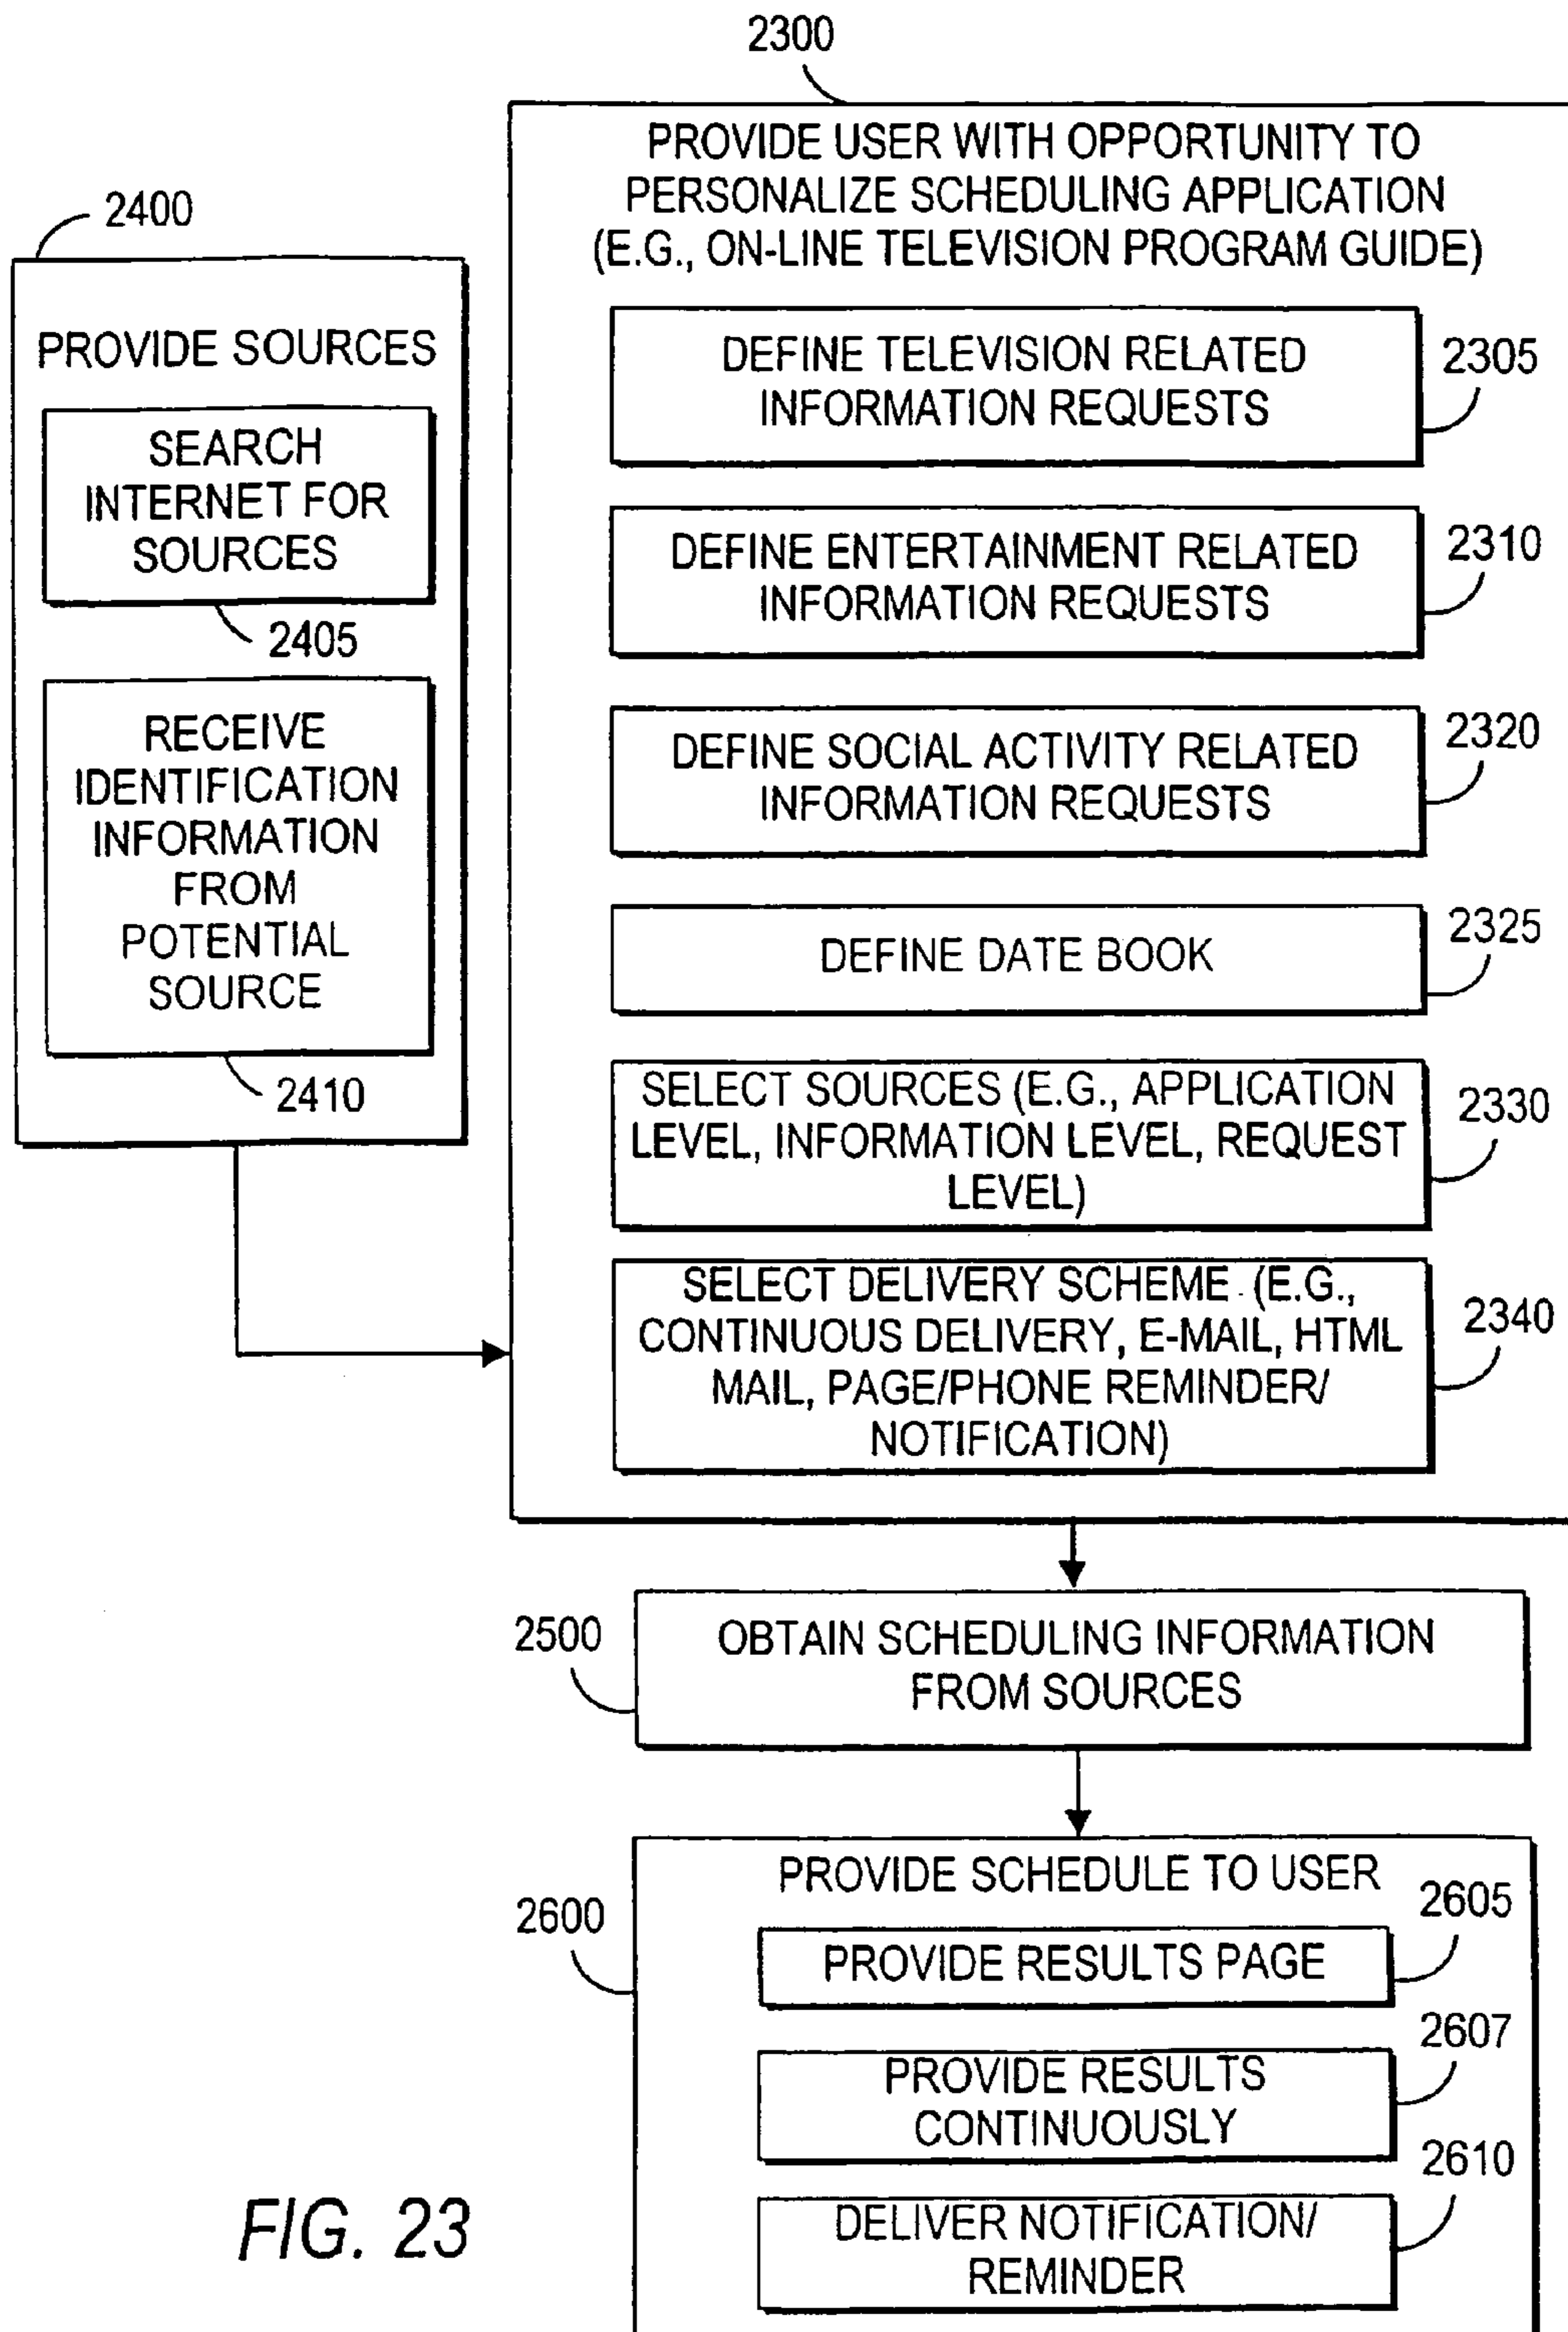 2300
PROVIDE USER WITH OPPORTUNITY TO
PERSONALIZE SCHEDULING APPLICATION
(E.G., ON-LINE TELEVISION PROGRAM GUIDE)
2400
PROVIDE SOURCES
SEARCH
INTERNET FOR
SOURCES
2405
RECEIVE
IDENTIFICATION
INFORMATION
FROM
POTENTIAL
SOURCE
2410
DEFINE TELEVISION RELATED
INFORMATION REQUESTS
2305
DEFINE ENTERTAINMENT RELATED
INFORMATION REQUESTS
2310
DEFINE SOCIAL ACTIVITY RELATED
INFORMATION REQUESTS
2320
DEFINE DATE BOOK
2325
SELECT SOURCES (E.G., APPLICATION
LEVEL, INFORMATION LEVEL, REQUEST
LEVEL)
2330
SELECT DELIVERY SCHEME (E.G.,
CONTINUOUS DELIVERY, E-MAIL, HTML
MAIL, PAGE/PHONE REMINDER/
NOTIFICATION)
2340
2500
OBTAIN SCHEDULING INFORMATION
FROM SOURCES
2600
PROVIDE SCHEDULE TO USER
PROVIDE RESULTS PAGE
2605
PROVIDE RESULTS
CONTINUOUSLY
2607
DELIVER NOTIFICATION/
REMINDER
2610
FIG. 23